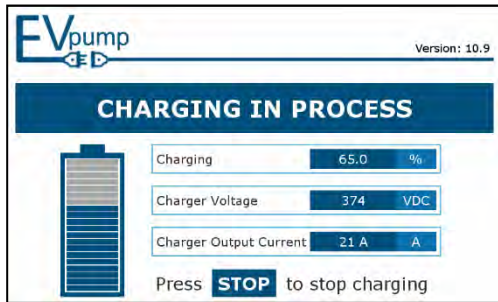 EVpump
Version: 10.9
CHARGING IN PROCESS
Charging 65.0 %
Charger Voltage 374 VDC
Charger Output Current 21 A A
Press STOP to stop charging